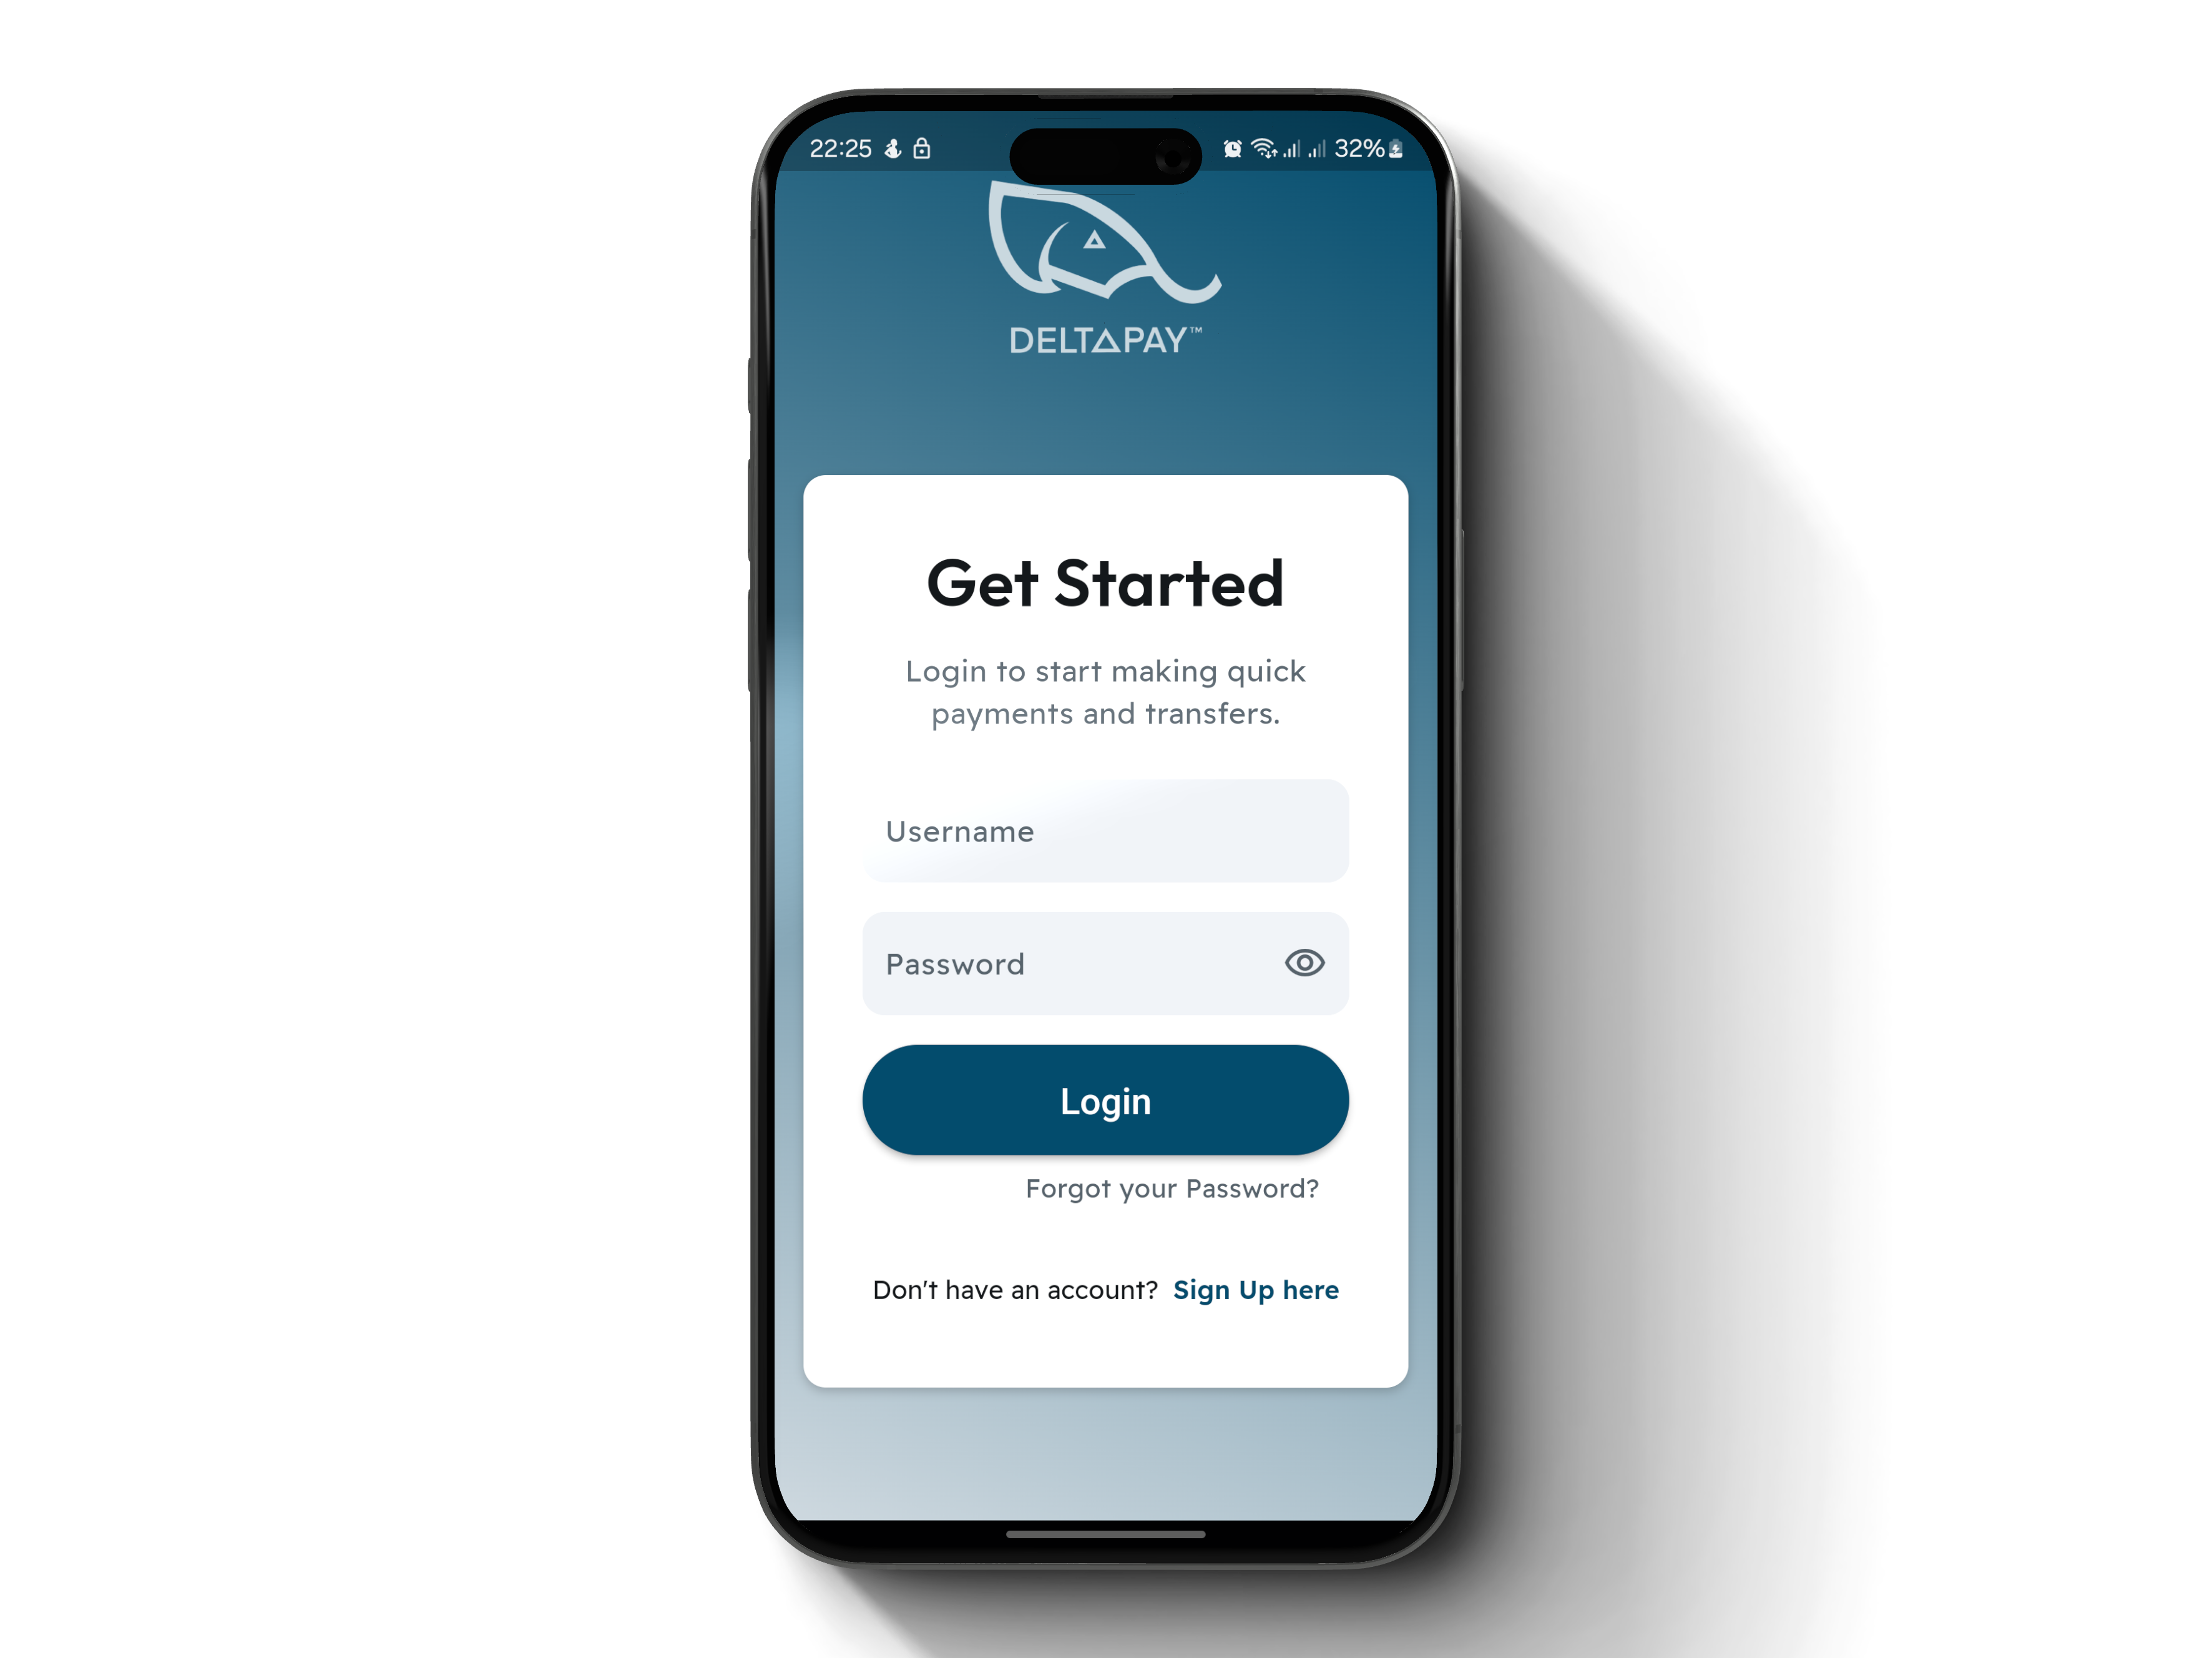 22:25
32%
DELTAPAY™
Get Started
Login to start making quick
payments and transfers.
Username
Password
Login
Forgot your Password?
Don't have an account? Sign Up here